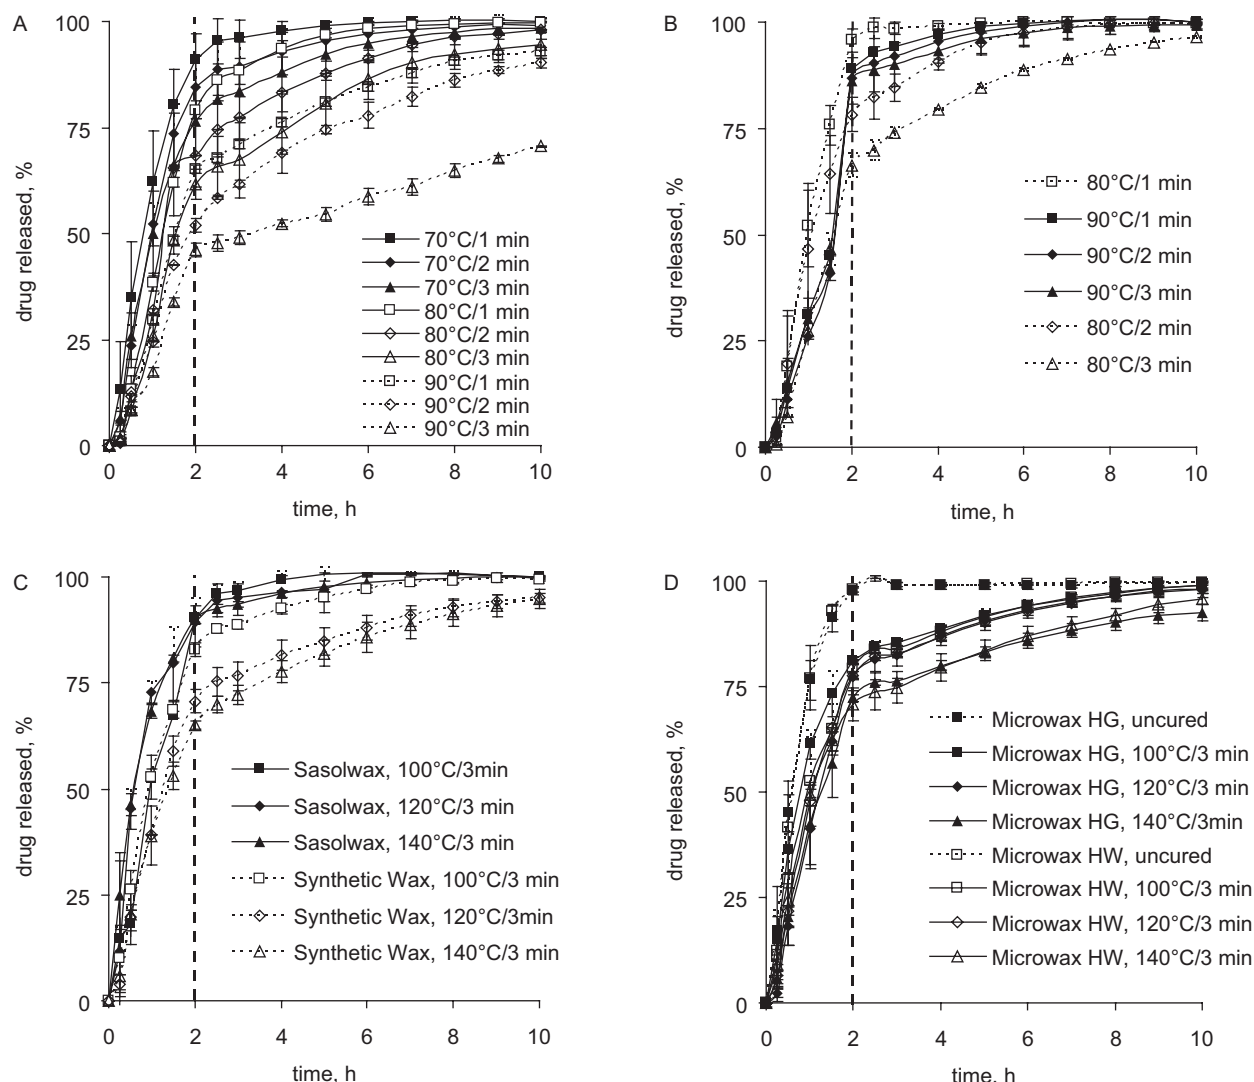 A
drug released, %
100
75
50
25
0
0 2 4 6 8 10
time, h
70°C/1 min
70°C/2 min
70°C/3 min
80°C/1 min
80°C/2 min
80°C/3 min
90°C/1 min
90°C/2 min
90°C/3 min
B
drug released, %
100
75
50
25
0
0 2 4 6 8 10
time, h
80°C/1 min
90°C/1 min
90°C/2 min
90°C/3 min
80°C/2 min
80°C/3 min
C
drug released, %
100
75
50
25
0
0 2 4 6 8 10
time, h
Sasolwax, 100°C/3min
Sasolwax, 120°C/3 min
Sasolwax, 140°C/3 min
Synthetic Wax, 100°C/3 min
Synthetic Wax, 120°C/3min
Synthetic Wax, 140°C/3 min
D
drug released, %
100
75
50
25
0
0 2 4 6 8 10
time, h
Microwax HG, uncured
Microwax HG, 100°C/3 min
Microwax HG, 120°C/3 min
Microwax HG, 140°C/3min
Microwax HW, uncured
Microwax HW, 100°C/3 min
Microwax HW, 120°C/3 min
Microwax HW, 140°C/3 min